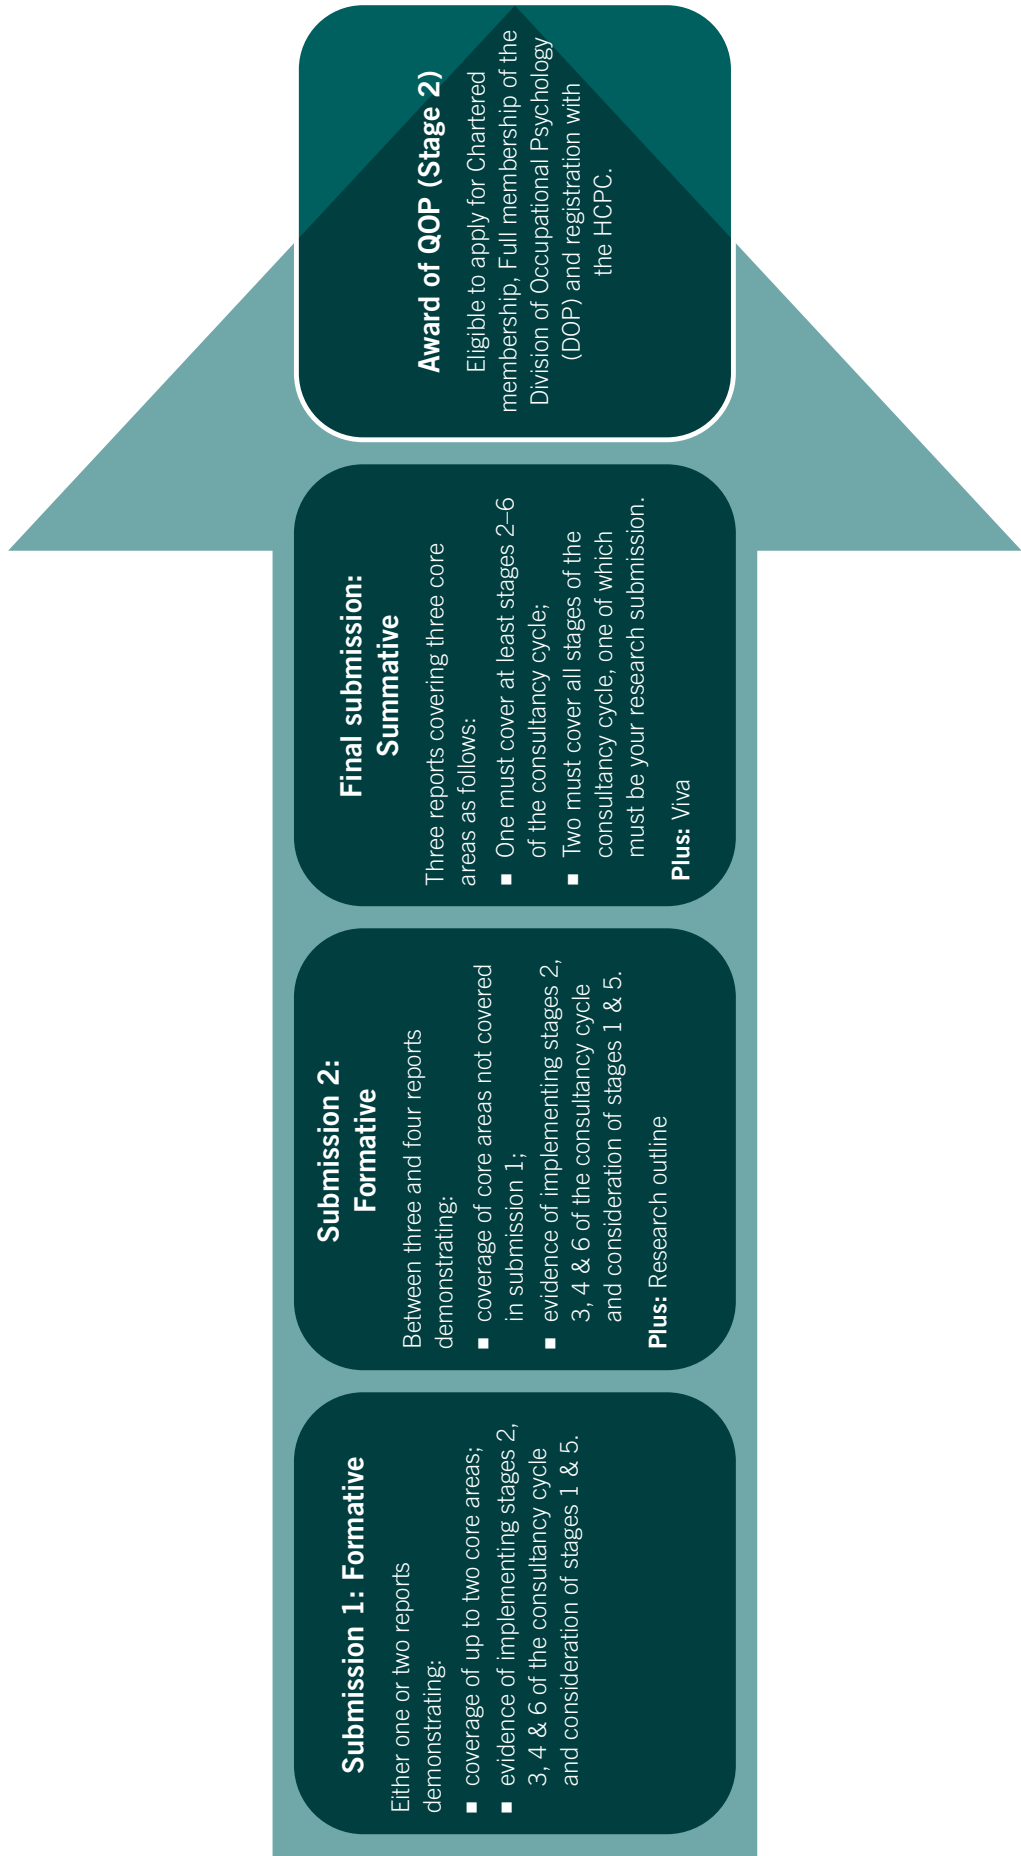 Submission 1: Formative
Either one or two reports
demonstrating:
■ coverage of up to two core areas;
■ evidence of implementing stages 2,
3, 4 & 6 of the consultancy cycle
and consideration of stages 1 & 5.
Submission 2:
Formative
Between three and four reports
demonstrating:
■ coverage of core areas not covered
in submission 1;
■ evidence of implementing stages 2,
3, 4 & 6 of the consultancy cycle
and consideration of stages 1 & 5.
Plus: Research outline
Final submission:
Summative
Three reports covering three core
areas as follows:
■ One must cover at least stages 2–6
of the consultancy cycle;
■ Two must cover all stages of the
consultancy cycle, one of which
must be your research submission.
Plus: Viva
Award of QOP (Stage 2)
Eligible to apply for Chartered
membership, Full membership of the
Division of Occupational Psychology
(DOP) and registration with
the HCPC.